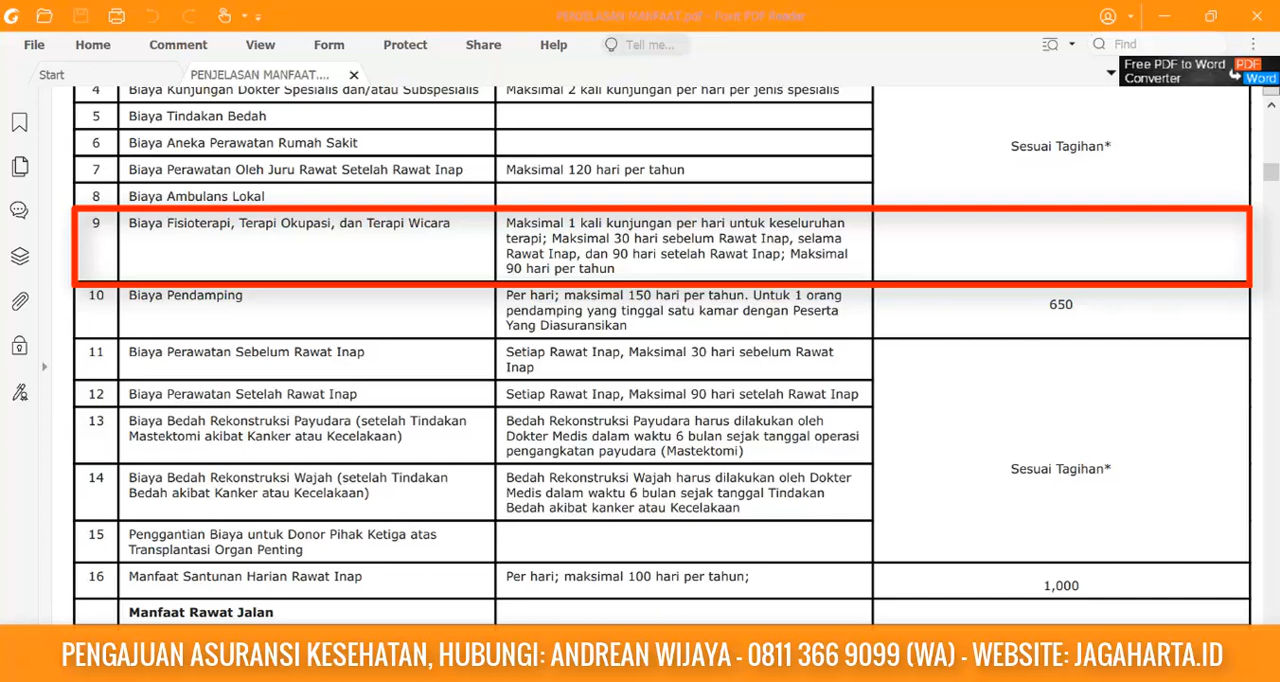 PENJELASAN MANFAAT.pdf - Foxit PDF Reader
File Home Comment View Form Protect Share Help Tell me... Find
Start PENJELASAN MANFAAT....
Free PDF to Word PDF
Converter Word
4 Biaya Kunjungan Dokter Spesialis dan/atau Subspesialis Maksimal 2 kali kunjungan per hari per jenis spesialis
5 Biaya Tindakan Bedah
6 Biaya Aneka Perawatan Rumah Sakit
Sesuai Tagihan*
7 Biaya Perawatan Oleh Juru Rawat Setelah Rawat Inap Maksimal 120 hari per tahun
8 Biaya Ambulans Lokal
9 Biaya Fisioterapi, Terapi Okupasi, dan Terapi Wicara Maksimal 1 kali kunjungan per hari untuk keseluruhan
terapi; Maksimal 30 hari sebelum Rawat Inap, selama
Rawat Inap, dan 90 hari setelah Rawat Inap; Maksimal
90 hari per tahun
10 Biaya Pendamping Per hari; maksimal 150 hari per tahun. Untuk 1 orang
pendamping yang tinggal satu kamar dengan Peserta
Yang Diasuransikan
650
11 Biaya Perawatan Sebelum Rawat Inap Setiap Rawat Inap, Maksimal 30 hari sebelum Rawat
Inap
12 Biaya Perawatan Setelah Rawat Inap Setiap Rawat Inap, Maksimal 90 hari setelah Rawat Inap
13 Biaya Bedah Rekonstruksi Payudara (setelah Tindakan
Mastektomi akibat Kanker atau Kecelakaan)
Bedah Rekonstruksi Payudara harus dilakukan oleh
Dokter Medis dalam waktu 6 bulan sejak tanggal operasi
pengangkatan payudara (Mastektomi)
Sesuai Tagihan*
14 Biaya Bedah Rekonstruksi Wajah (setelah Tindakan
Bedah akibat Kanker atau Kecelakaan)
Bedah Rekonstruksi Wajah harus dilakukan oleh Dokter
Medis dalam waktu 6 bulan sejak tanggal Tindakan
Bedah akibat kanker atau Kecelakaan
15 Penggantian Biaya untuk Donor Pihak Ketiga atas
Transplantasi Organ Penting
16 Manfaat Santunan Harian Rawat Inap Per hari; maksimal 100 hari per tahun;
1,000
Manfaat Rawat Jalan
PENGAJUAN ASURANSI KESEHATAN, HUBUNGI: ANDREAN WIJAYA - 0811 366 9099 (WA) - WEBSITE: JAGAHARTA.ID